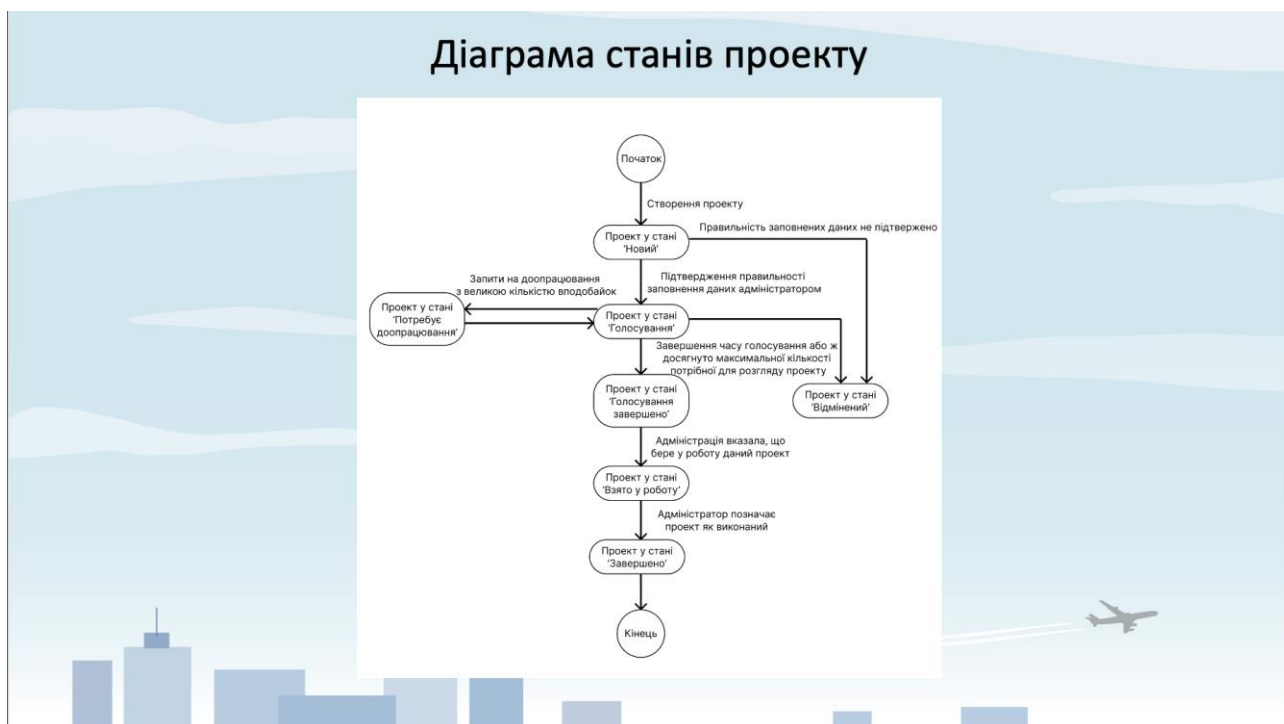 Діаграма станів проекту
Початок
Створення проекту
Проект у стані
'Новий'
Правильність заповнених даних не підтвержено
Підтвердження правильності
заповнення даних адміністратором
Запити на доопрацювання
з великою кількістю вподобайок
Проект у стані
'Потребує
доопрацювання'
Проект у стані
'Голосування'
Завершення часу голосування або ж
досягнуто максимальної кількості
потрібної для розгляду проекту
Проект у стані
'Голосування
завершено'
Проект у стані
'Відмінений'
Адміністрація вказала, що
бере у роботу даний проект
Проект у стані
'Взято у роботу'
Адміністратор позначає
проект як виконаний
Проект у стані
'Завершено'
Кінець